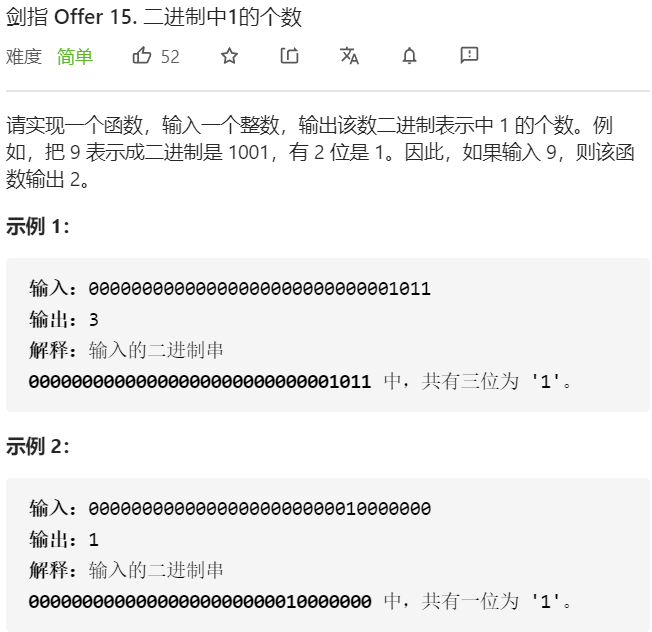 剑指 Offer 15. 二进制中1的个数
难度 简单 52
请实现一个函数，输入一个整数，输出该数二进制表示中 1 的个数。例
如，把 9 表示成二进制是 1001，有 2 位是 1。因此，如果输入 9，则该函
数输出 2。
示例 1：
输入：00000000000000000000000000001011
输出：3
解释：输入的二进制串
00000000000000000000000000001011 中，共有三位为 '1'。
示例 2：
输入：00000000000000000000000010000000
输出：1
解释：输入的二进制串
00000000000000000000000010000000 中，共有一位为 '1'。